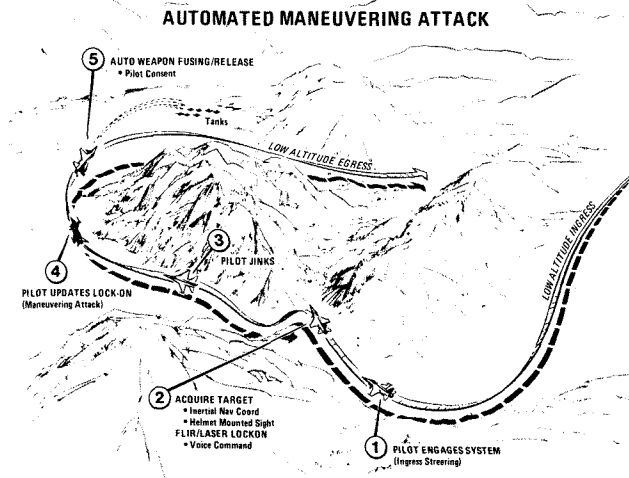 AUTOMATED MANEUVERING ATTACK
5 AUTO WEAPON FUSING/RELEASE
• Pilot Consent
Tanks
LOW ALTITUDE EGRESS
LOW ALTITUDE INGRESS
3
PILOT JINKS
4
PILOT UPDATES LOCK-ON
(Maneuvering Attack)
2 ACQUIRE TARGET
• Inertial Nav Coord
• Helmet Mounted Sight
FLIR/LASER LOCKON
• Voice Command
1 PILOT ENGAGES SYSTEM
(Ingress Streering)